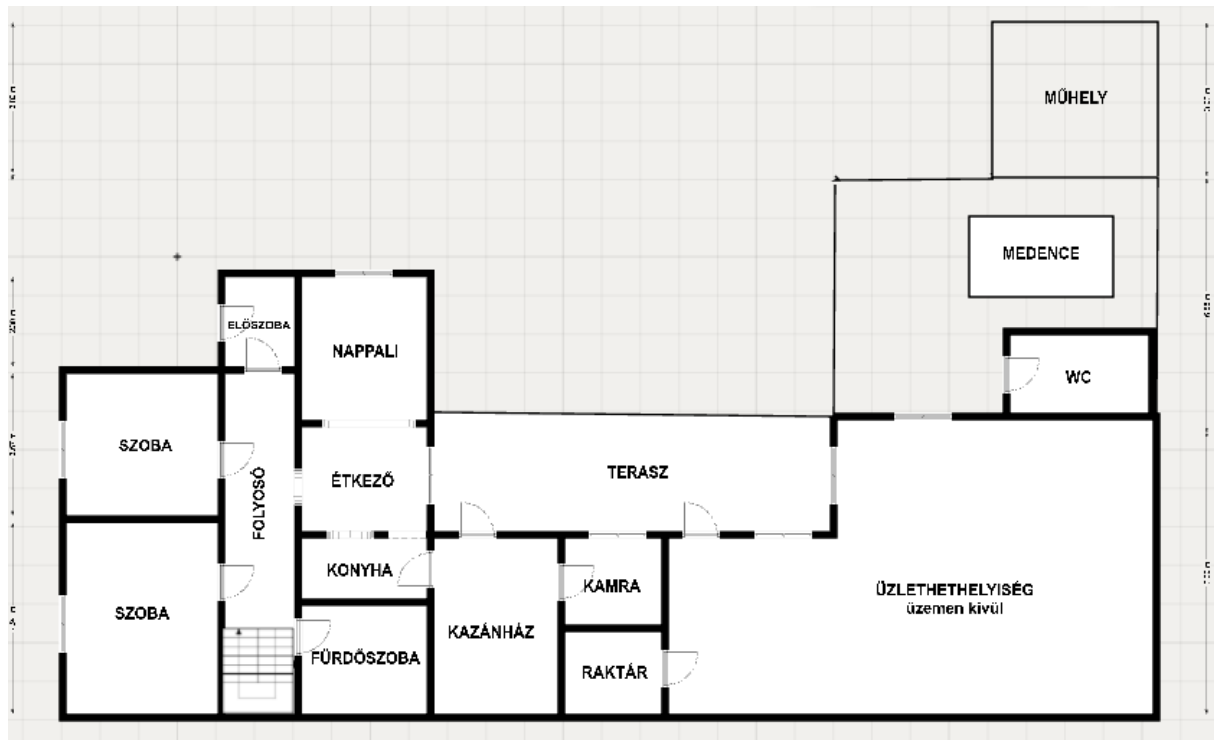 MŰHELY
MEDENCE
WC
ELŐSZOBA
NAPPALI
SZOBA
FOLYOSÓ
ÉTKEZŐ
TERASZ
KONYHA
KAMRA
ÜZLETHETHELYISÉG
üzemen kívül
SZOBA
KAZÁNHÁZ
FÜRDŐSZOBA
RAKTÁR